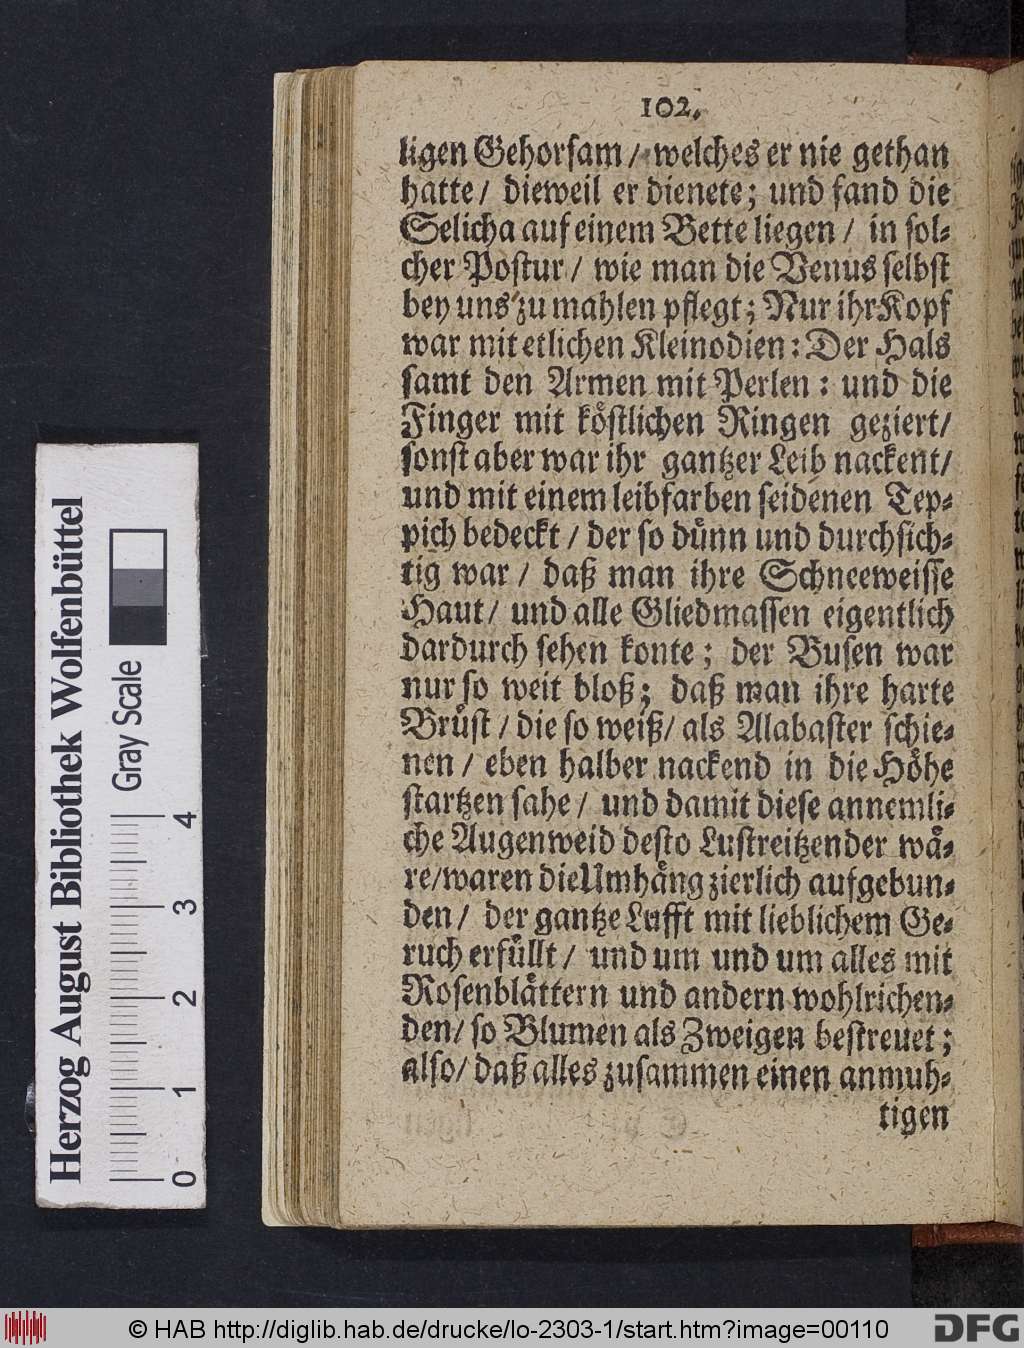 102.
ligen Gehorsam / welches er nie gethan
hatte / dieweil er dienete; und fand die
Selicha auf einem Bette liegen / in sol-
cher Postur / wie man die Venus selbst
bey uns zu mahlen pflegt; Nur ihr Kopf
war mit etlichen Kleinodien: Der Hals
samt den Armen mit Perlen: und die
Finger mit köstlichen Ringen geziert/
sonst aber war ihr gantzer Leib nackent/
und mit einem leibfarben seidenen Tep-
pich bedeckt / der so dünn und durchsich-
tig war / daß man ihre Schneeweisse
Haut / und alle Gliedmassen eigentlich
dardurch sehen konte; der Busen war
nur so weit bloß; daß man ihre harte
Brüst / die so weiß / als Alabaster schie-
nen / eben halber nackend in die Höhe
startzen sahe / und damit diese annemli-
che Augenweid desto Lustreitzender wä-
re/waren die Umhäng zierlich aufgebun-
den / der gantze Lufft mit lieblichem Ge-
ruch erfüllt / und um und um alles mit
Rosenblättern und andern wohlrichen-
den / so Blumen als Zweigen bestreuet;
also / daß alles zusammen einen anmuh-
tigen
Herzog August Bibliothek Wolfenbüttel
Gray Scale
0 1 2 3 4
© HAB http://diglib.hab.de/drucke/lo-2303-1/start.htm?image=00110
DFG